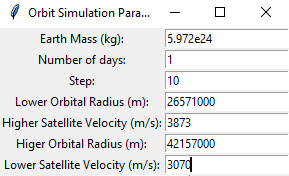 Orbit Simulation Para...
Earth Mass (kg): 5.972e24
Number of days: 1
Step: 10
Lower Orbital Radius (m): 26571000
Higher Satellite Velocity (m/s): 3873
Higer Orbital Radius (m): 42157000
Lower Satellite Velocity (m/s): 3070